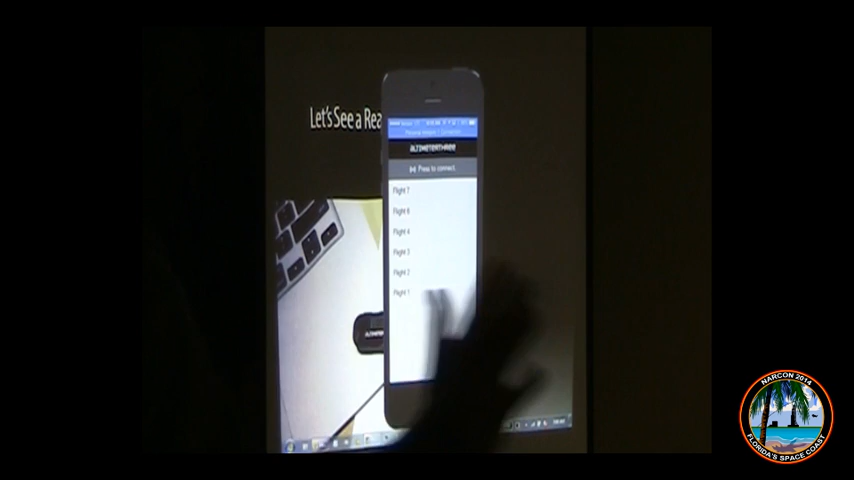 Let's See a Rea
ALTIMETERTHREE
Press to connect.
Flight 7
Flight 6
Flight 4
Flight 3
Flight 2
Flight 1
NARCON 2014
FLORIDA'S SPACE COAST